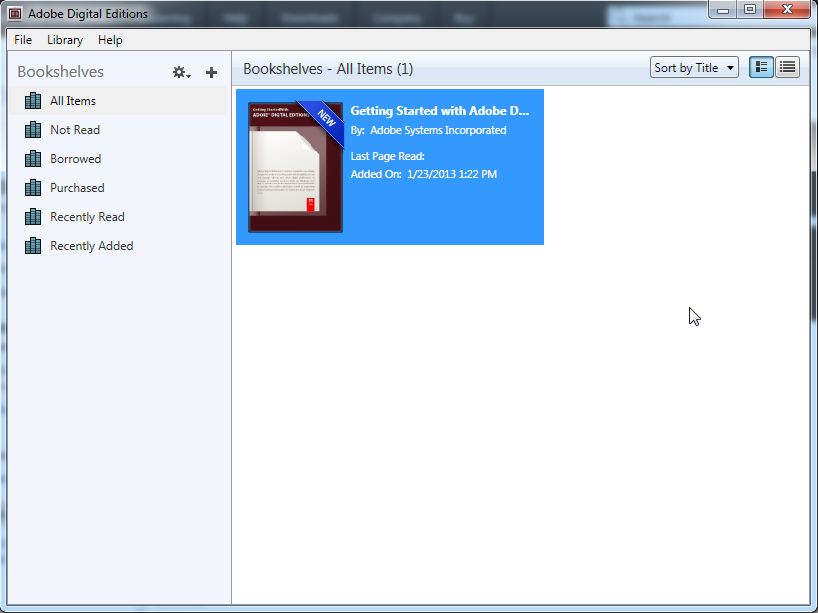 Adobe Digital Editions
File Library Help
Bookshelves
All Items
Not Read
Borrowed
Purchased
Recently Read
Recently Added
Bookshelves - All Items (1)
Sort by Title
Getting Started With
ADOBE® DIGITAL EDITIONS
NEW
Getting Started with Adobe D...
By: Adobe Systems Incorporated
Last Page Read:
Added On: 1/23/2013 1:22 PM